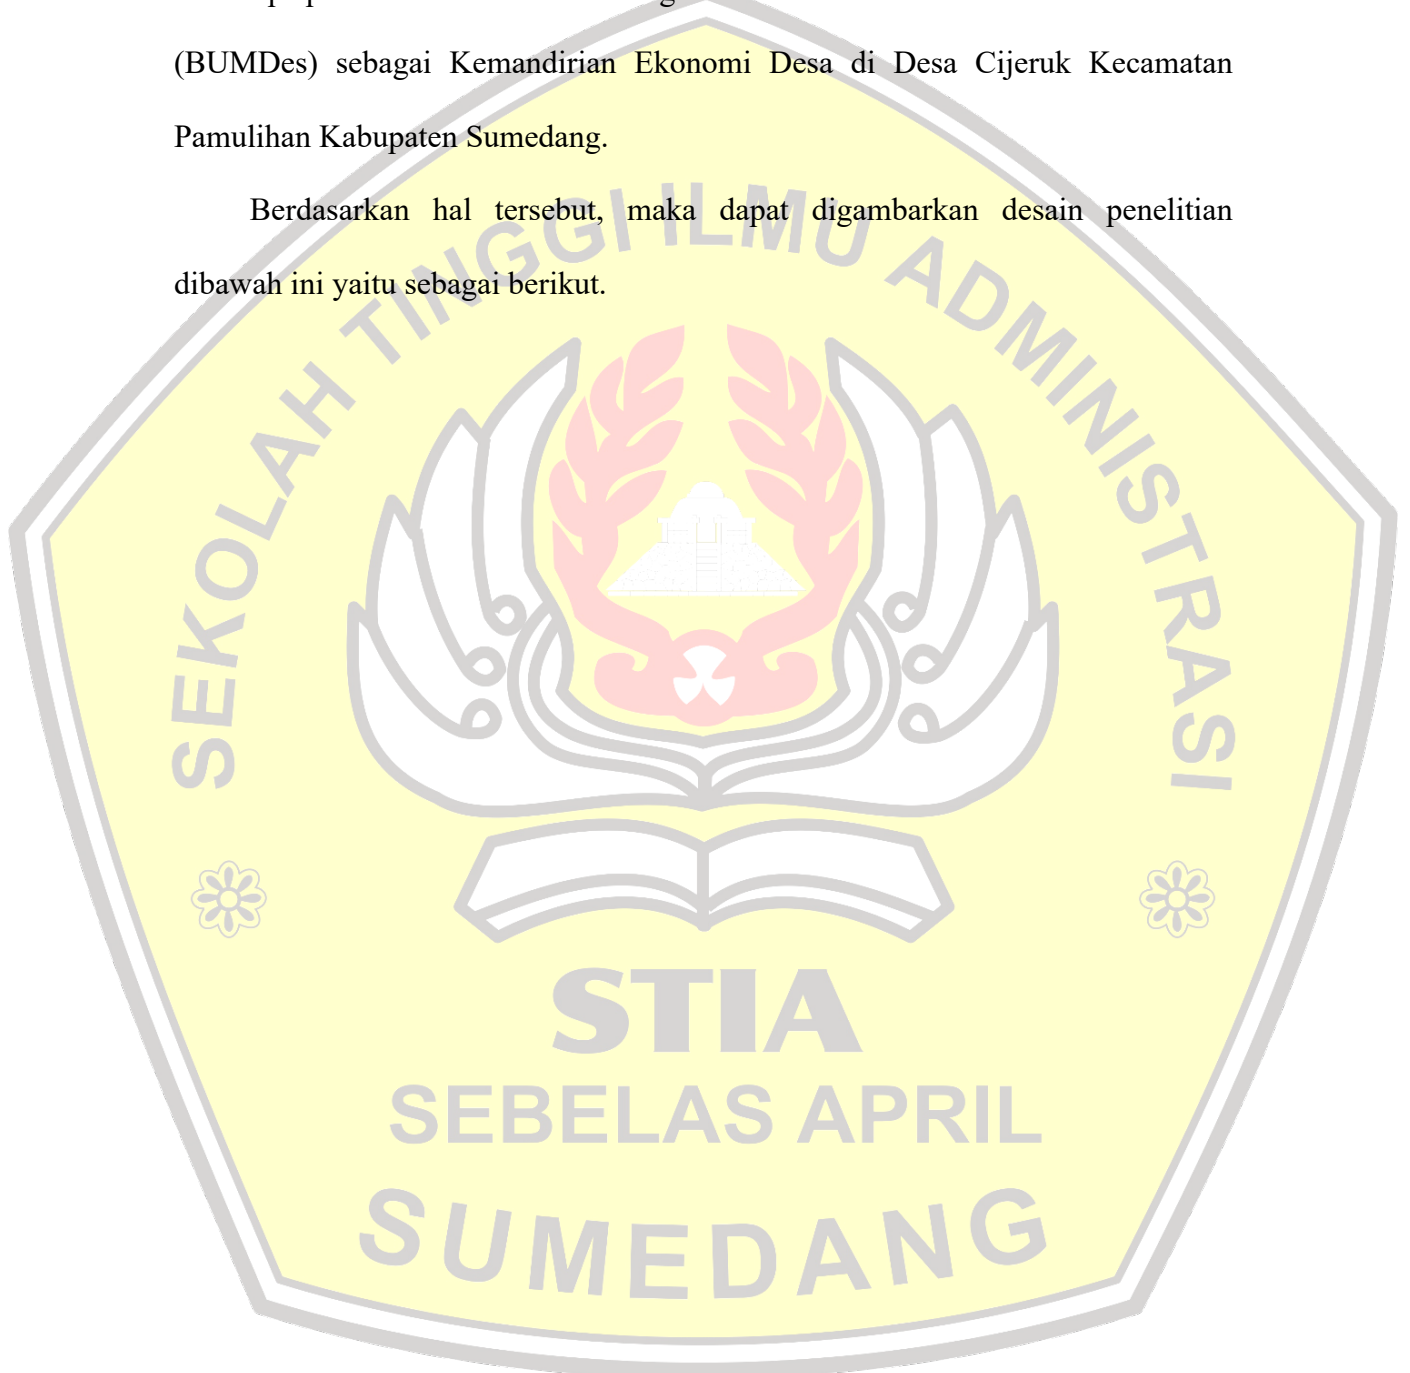 (BUMDes) sebagai Kemandirian Ekonomi Desa di Desa Cijeruk Kecamatan
Pamulihan Kabupaten Sumedang.
Berdasarkan hal tersebut, maka dapat digambarkan desain penelitian
dibawah ini yaitu sebagai berikut.
SEKOLAH TINGGI ILMU ADMINISTRASI
STIA
SEBELAS APRIL
SUMEDANG